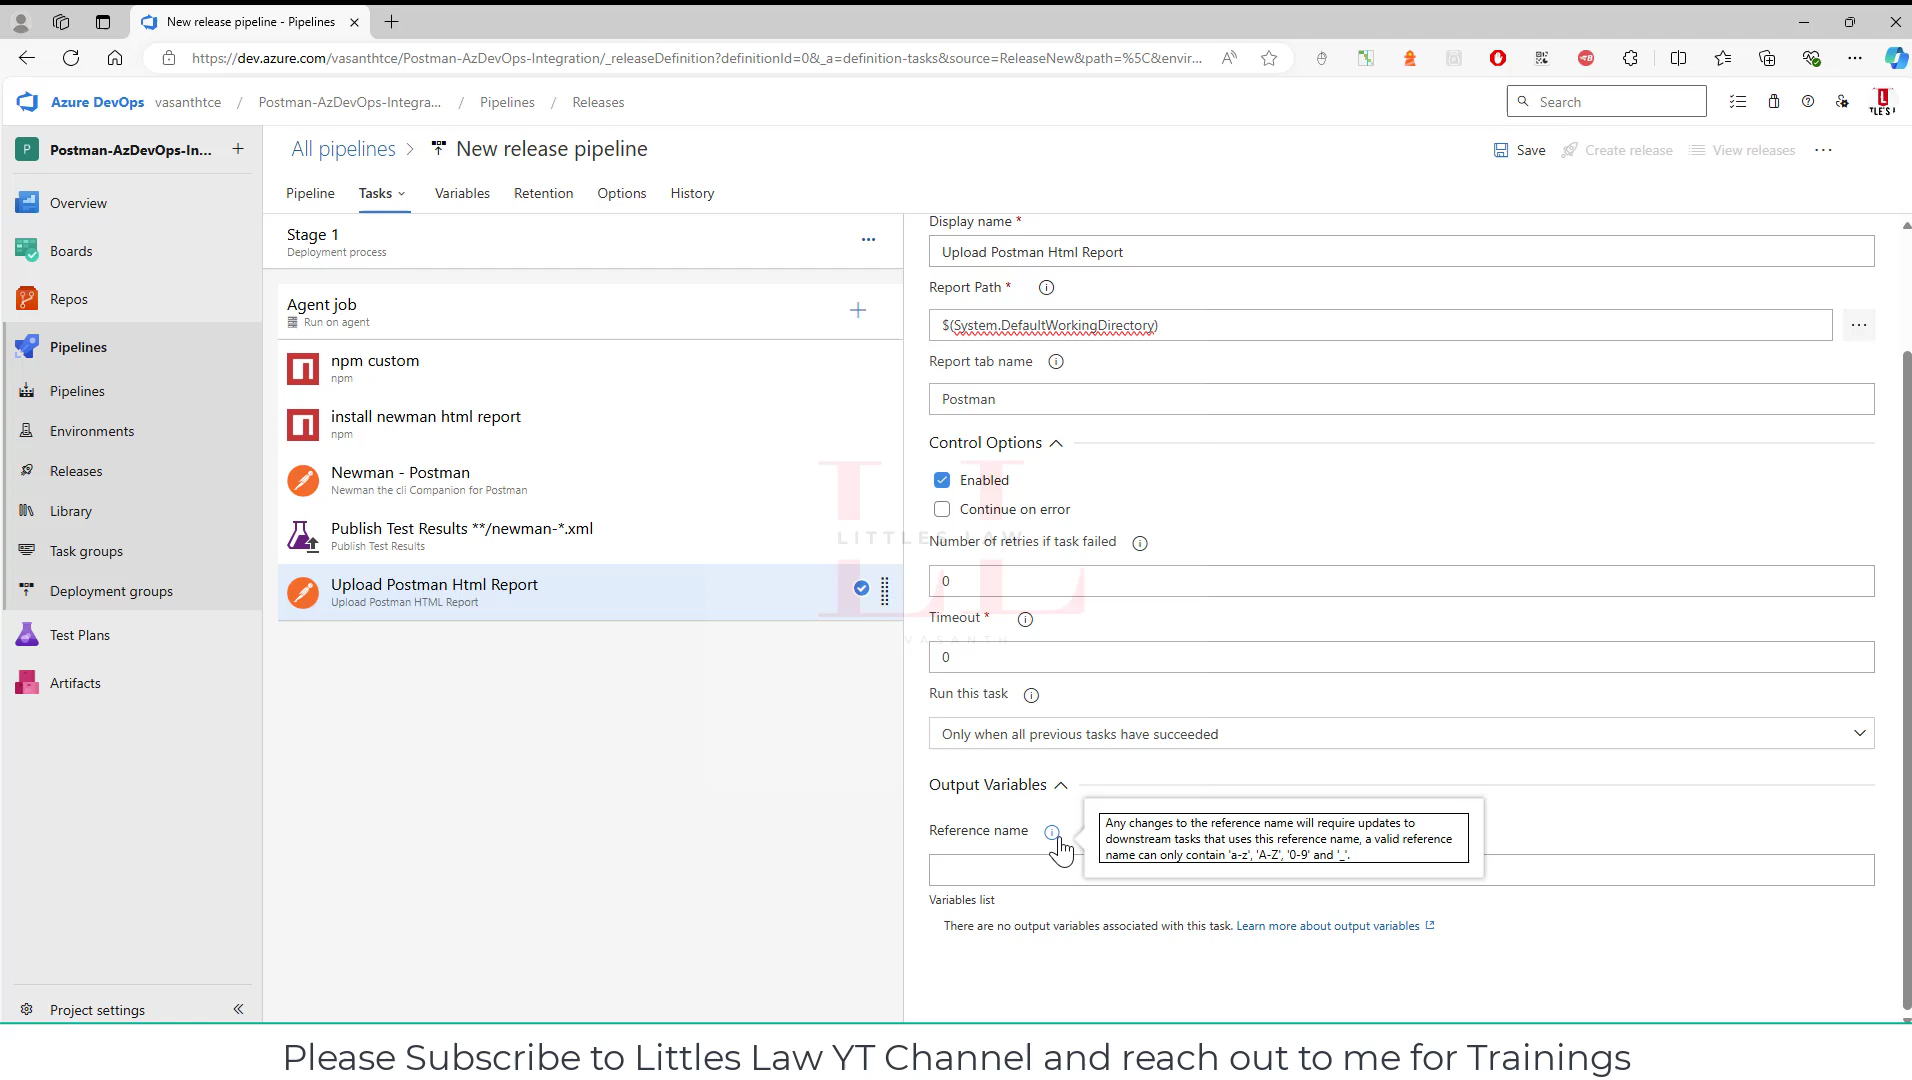 New release pipeline - Pipelines
https://dev.azure.com/vasanthtce/Postman-AzDevOps-Integration/_releaseDefinition?definitionId=0&_a=definition-tasks&source=ReleaseNew&path=%5C&envir...
Azure DevOps vasanthtce / Postman-AzDevOps-Integra... / Pipelines / Releases
Search
P Postman-AzDevOps-In...
Overview
Boards
Repos
Pipelines
Pipelines
Environments
Releases
Library
Task groups
Deployment groups
Test Plans
Artifacts
Project settings
All pipelines > New release pipeline
Save Create release View releases
Pipeline Tasks Variables Retention Options History
Stage 1
Deployment process
Agent job
Run on agent
npm custom
npm
install newman html report
npm
Newman - Postman
Newman the cli Companion for Postman
Publish Test Results **/newman-*.xml
Publish Test Results
Upload Postman Html Report
Upload Postman HTML Report
Display name *
Upload Postman Html Report
Report Path *
$(System.DefaultWorkingDirectory)
Report tab name
Postman
Control Options
Enabled
Continue on error
Number of retries if task failed
0
Timeout *
0
Run this task
Only when all previous tasks have succeeded
Output Variables
Reference name
Any changes to the reference name will require updates to
downstream tasks that uses this reference name, a valid reference
name can only contain 'a-z', 'A-Z', '0-9' and '_'.
Variables list
There are no output variables associated with this task. Learn more about output variables
LL
LITTLES LAW
VASANTH
Please Subscribe to Littles Law YT Channel and reach out to me for Trainings